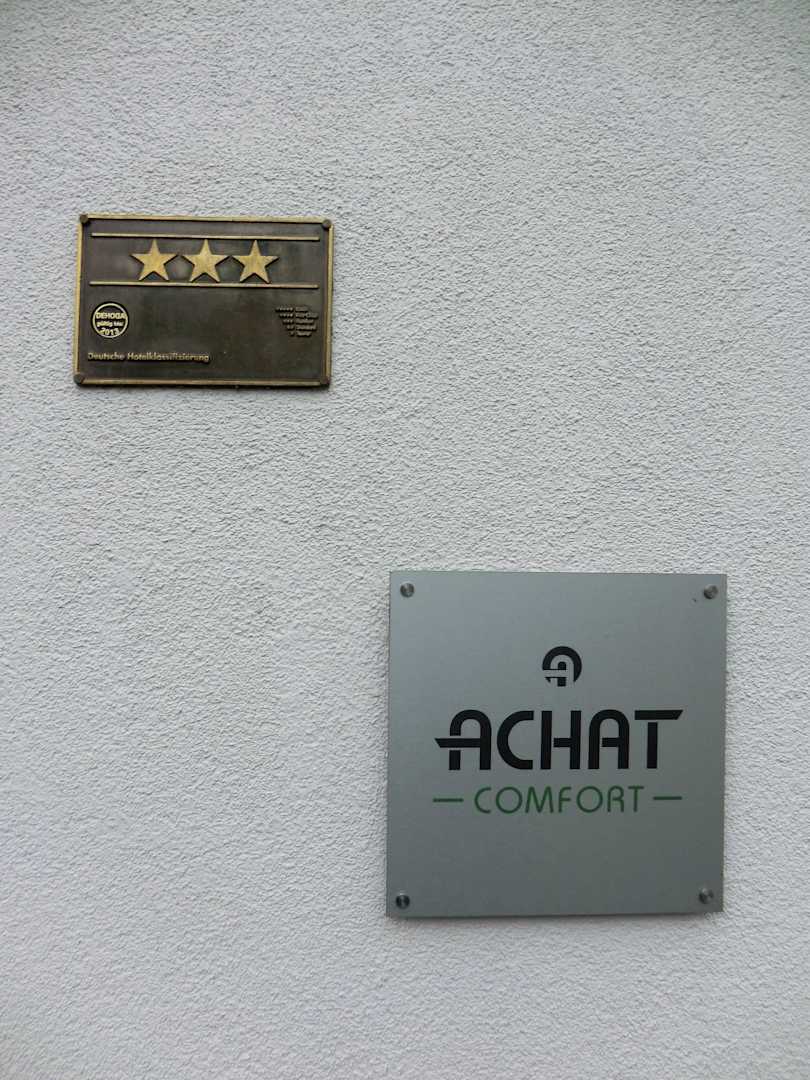 DEHOGA
gültig bis:
2013
Deutsche Hotelklassifizierung
ACHAT
COMFORT